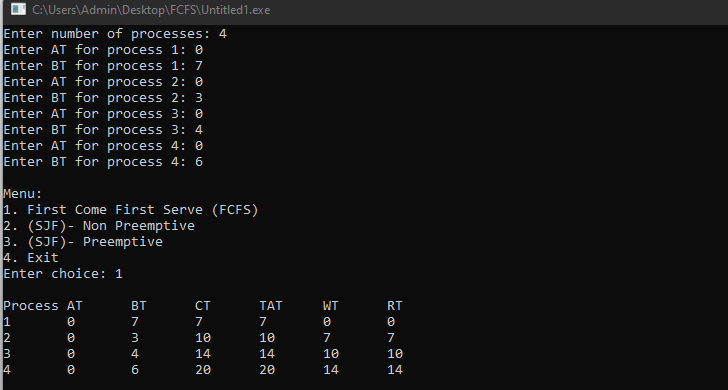 C:\Users\Admin\Desktop\FCFS\Untitled1.exe
Enter number of processes: 4
Enter AT for process 1: 0
Enter BT for process 1: 7
Enter AT for process 2: 0
Enter BT for process 2: 3
Enter AT for process 3: 0
Enter BT for process 3: 4
Enter AT for process 4: 0
Enter BT for process 4: 6
Menu:
1. First Come First Serve (FCFS)
2. (SJF)- Non Preemptive
3. (SJF)- Preemptive
4. Exit
Enter choice: 1
Process AT BT CT TAT WT RT
1 0 7 7 7 0 0
2 0 3 10 10 7 7
3 0 4 14 14 10 10
4 0 6 20 20 14 14